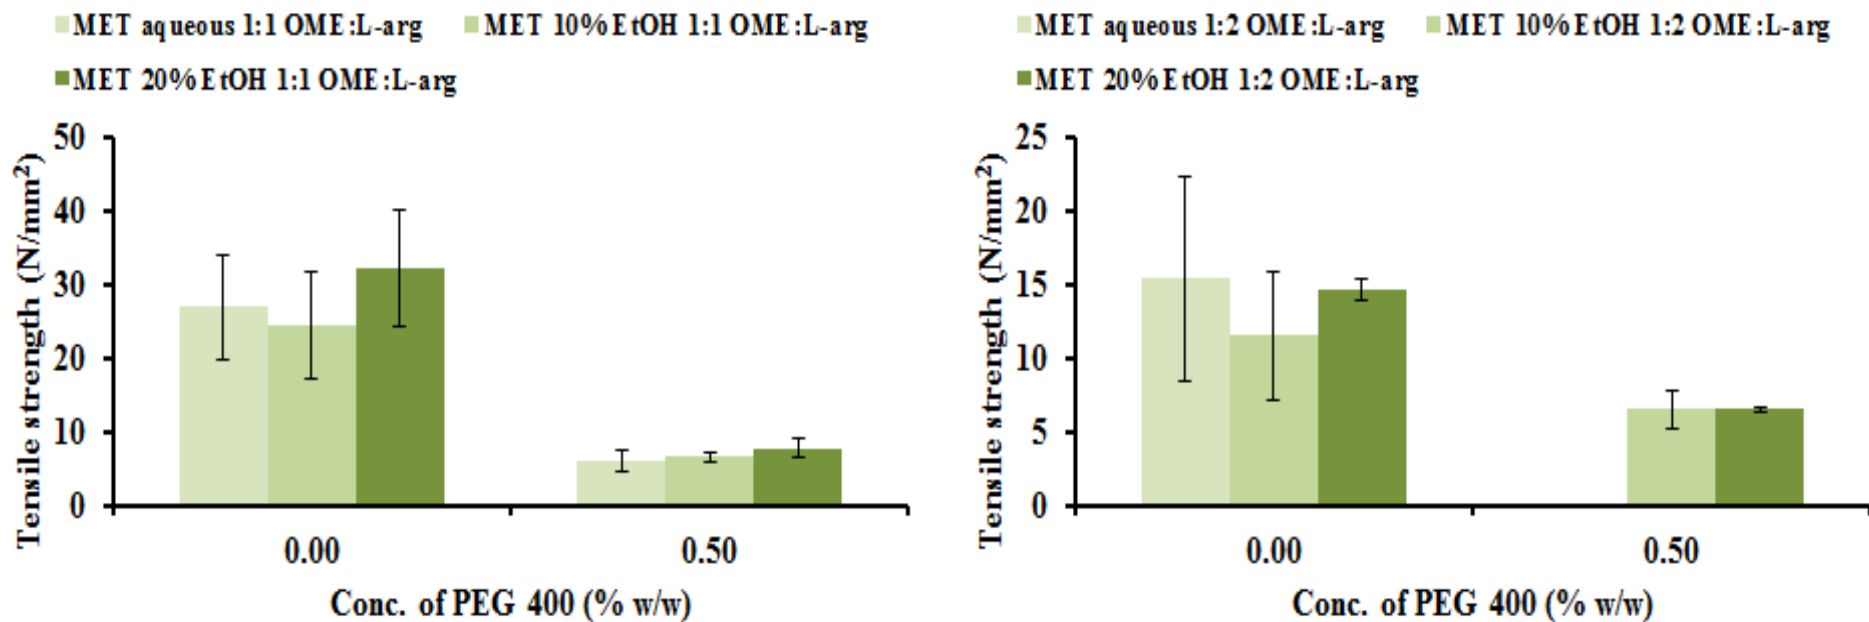 MET aqueous 1:1 OME:L-arg MET 10% EtOH 1:1 OME:L-arg
MET 20% EtOH 1:1 OME:L-arg
50
40
30
20
10
0
Tensile strength (N/mm²)
0.00 0.50
Conc. of PEG 400 (% w/w)
MET aqueous 1:2 OME:L-arg MET 10% EtOH 1:2 OME:L-arg
MET 20% EtOH 1:2 OME:L-arg
25
20
15
10
5
0
Tensile strength (N/mm²)
0.00 0.50
Conc. of PEG 400 (% w/w)